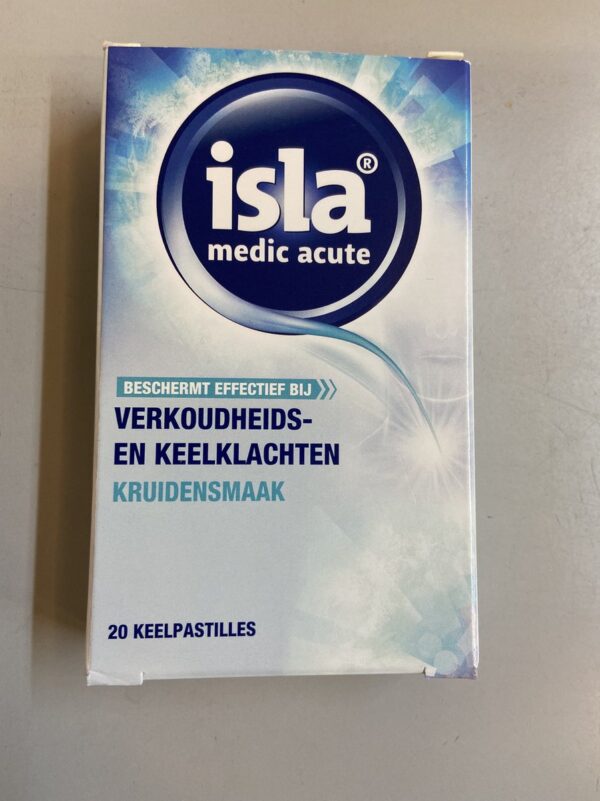 isla®
medic acute
BESCHERMT EFFECTIEF BIJ
VERKOUDHEIDS-
EN KEELKLACHTEN
KRUIDENSMAAK
20 KEELPASTILLES